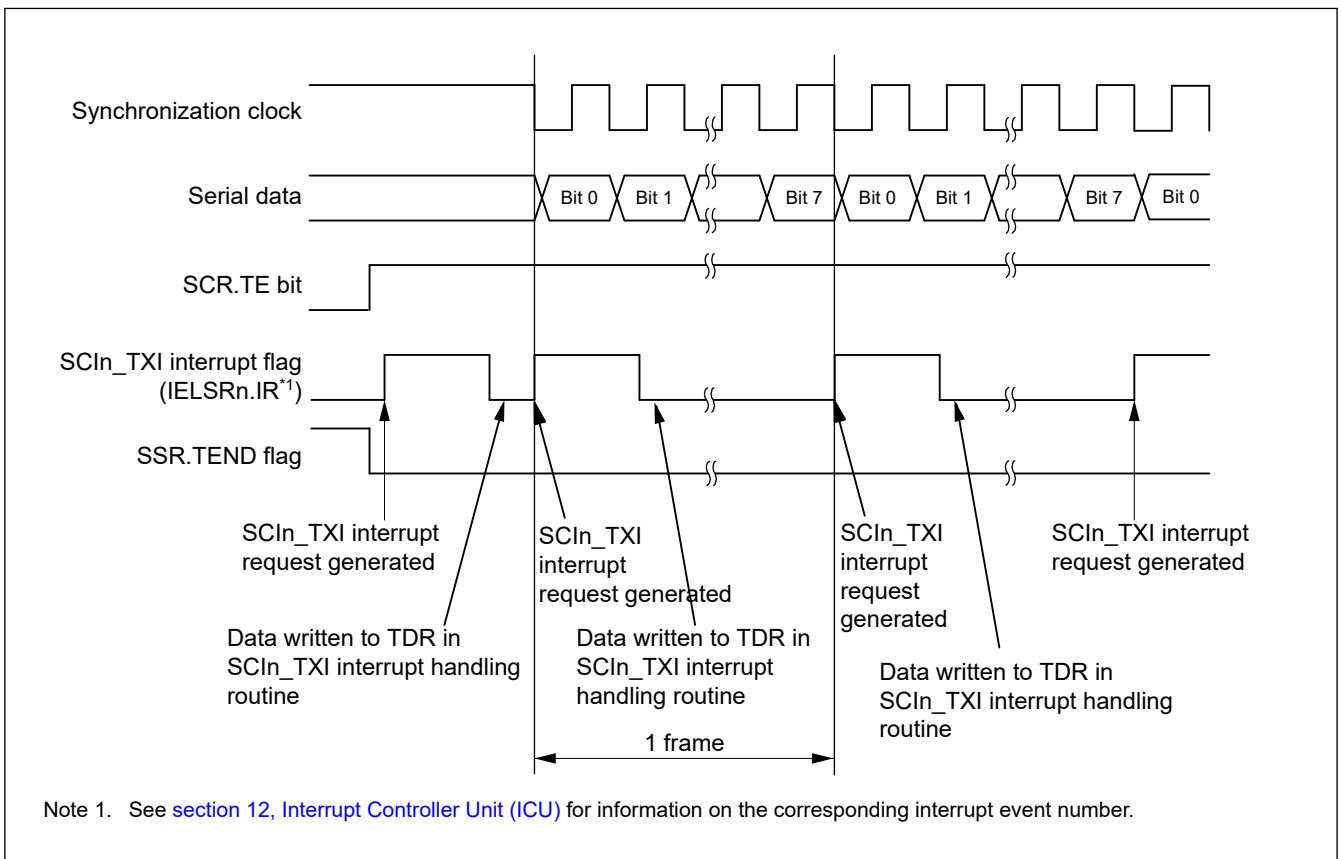 Synchronization clock
Serial data
Bit 0 Bit 1 Bit 7 Bit 0 Bit 1 Bit 7 Bit 0
SCR.TE bit
SCIn_TXI interrupt flag
(IELSRn.IR*1)
SSR.TEND flag
SCIn_TXI interrupt
request generated
SCIn_TXI
interrupt
request generated
SCIn_TXI
interrupt
request
generated
SCIn_TXI interrupt
request generated
Data written to TDR in
SCIn_TXI interrupt handling
routine
Data written to TDR in
SCIn_TXI interrupt
handling routine
Data written to TDR in
SCIn_TXI interrupt handling
routine
1 frame
Note 1. See section 12, Interrupt Controller Unit (ICU) for information on the corresponding interrupt event number.